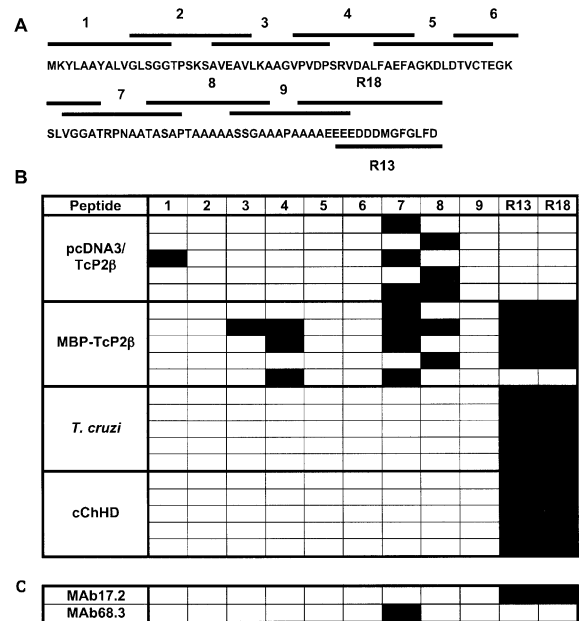 A
1 2 3 4 5 6
MKYLAAYALVGLSGGTPSKSAVEAVLKAAGVPVDPSRVDALFAEFAGKDLDTVCTEGK
7 8 9 R18
SLVGGATRPNAATASAPTAAAAASSGAAAPAAAAEEEEDDDMGFGLFD
R13
B
Peptide 1 2 3 4 5 6 7 8 9 R13 R18
pcDNA3/
TcP2β
MBP-TcP2β
T. cruzi
cChHD
C
MAb17.2
MAb68.3